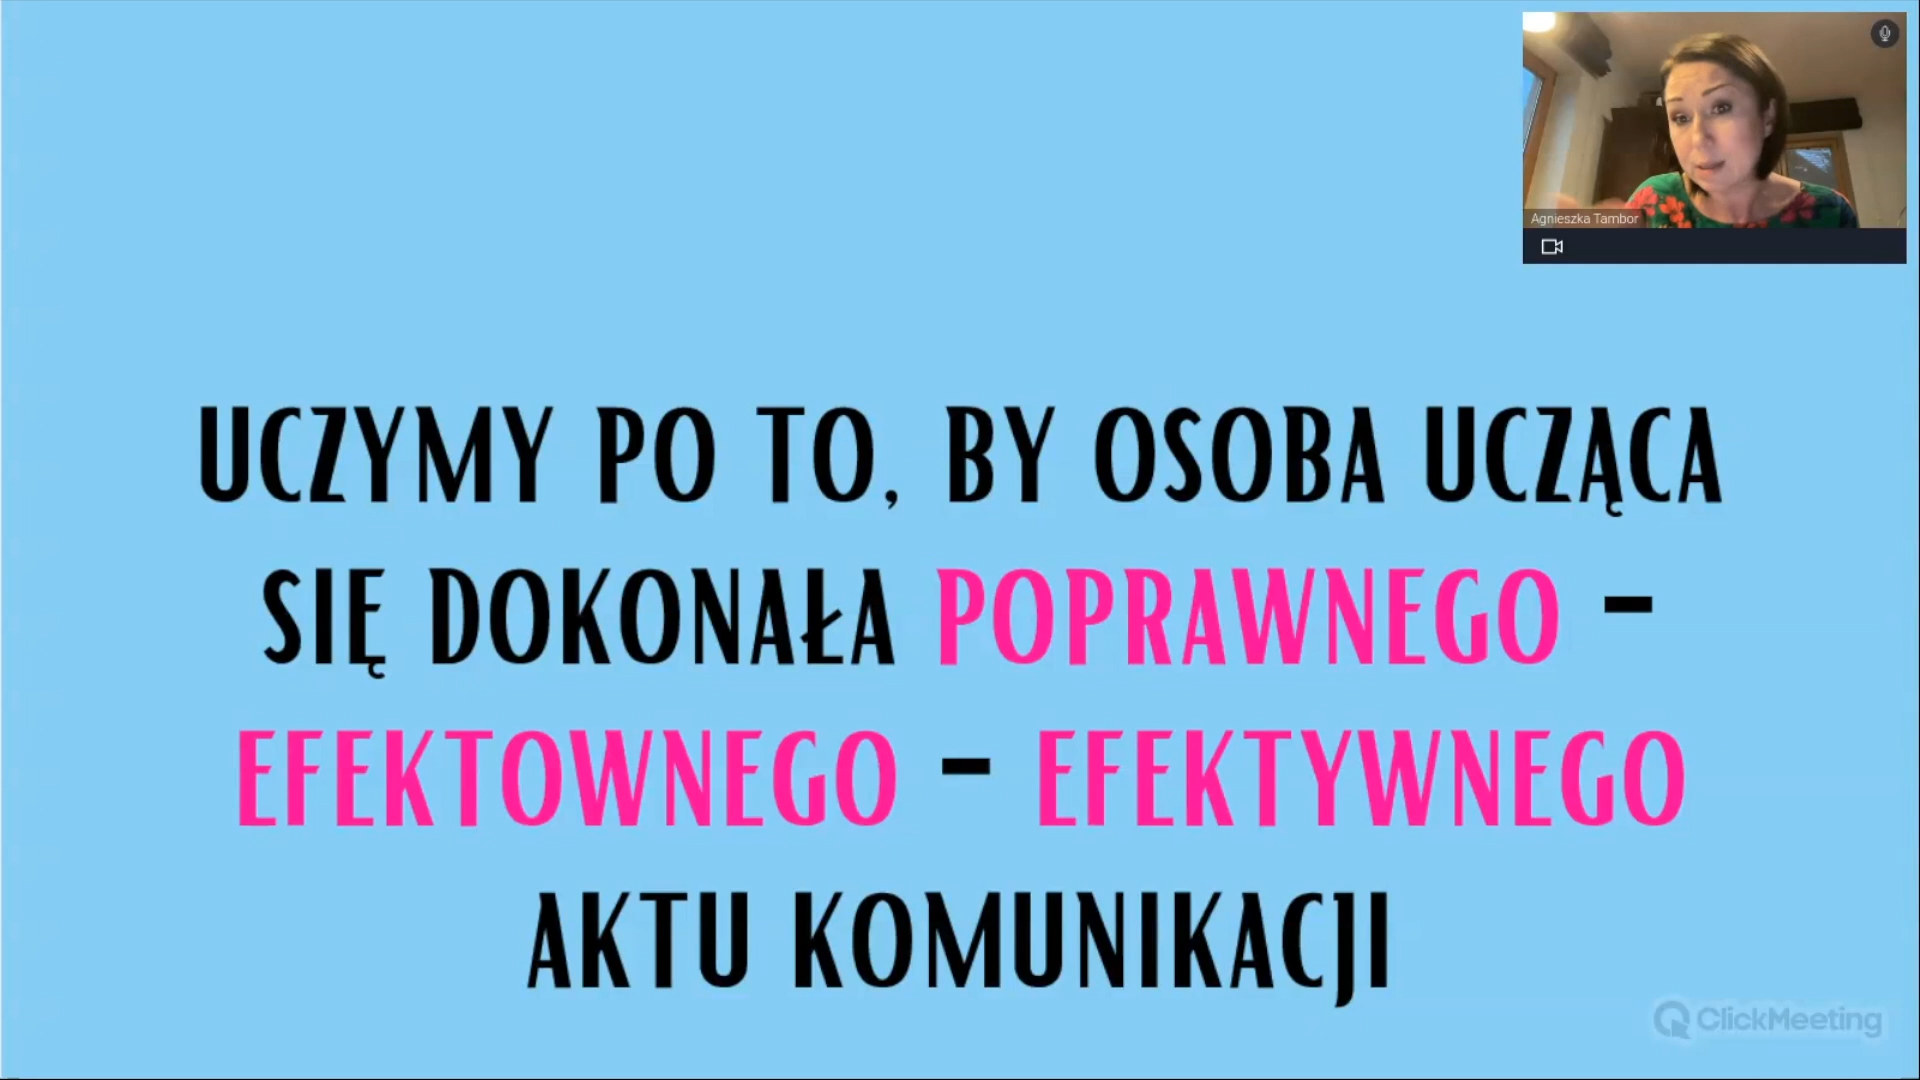 Agnieszka Tambor
UCZYMY PO TO, BY OSOBA UCZĄCA
SIĘ DOKONAŁA POPRAWNEGO -
EFEKTOWNEGO - EFEKTYWNEGO
AKTU KOMUNIKACJI
ClickMeeting